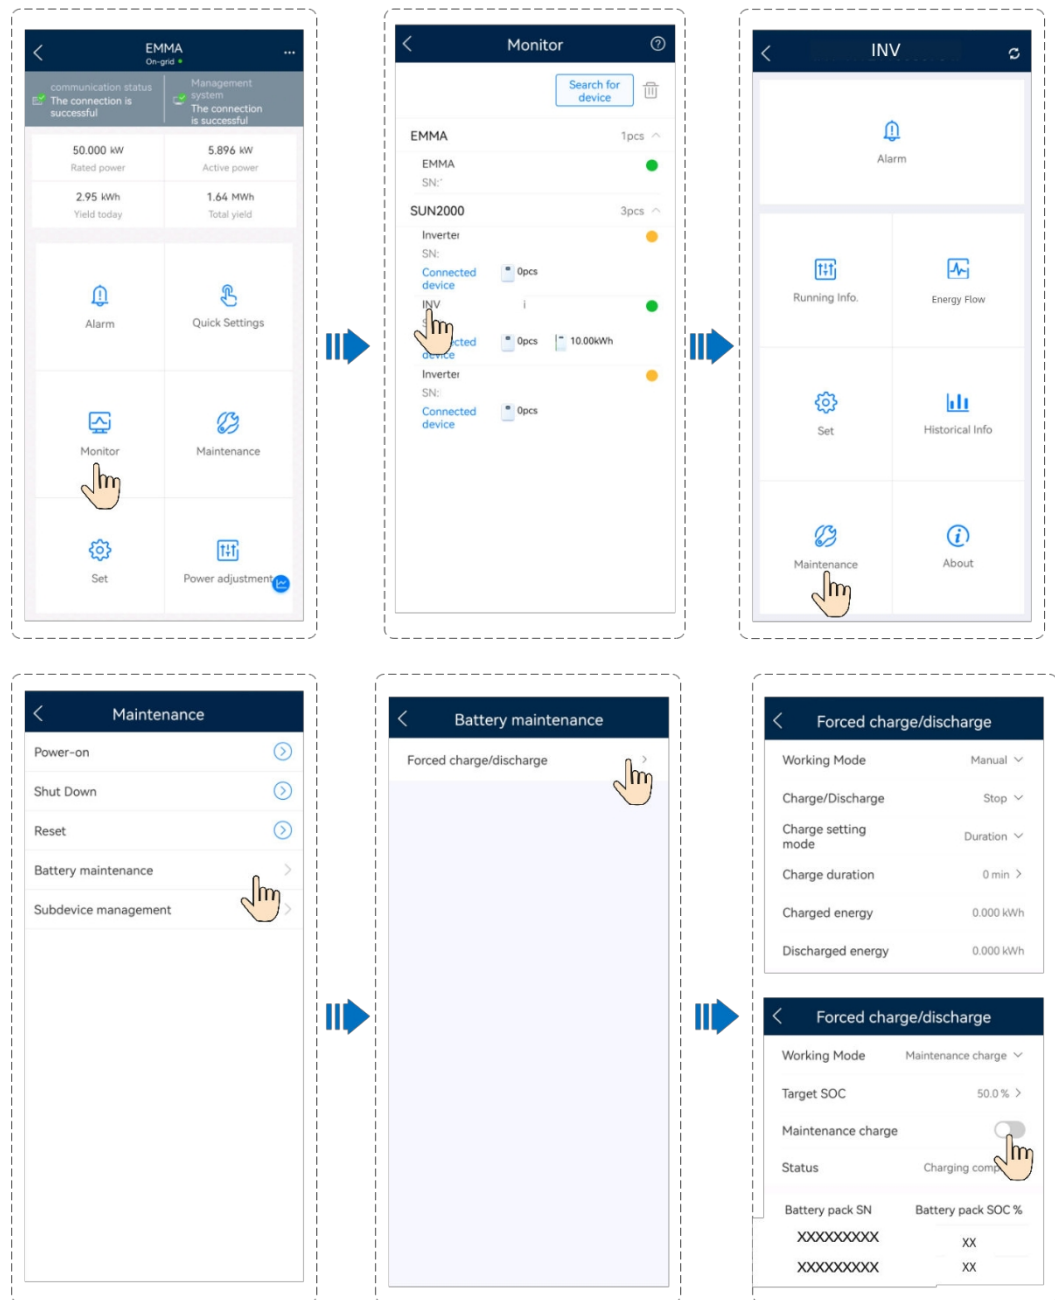 EMMA
On-grid
communication status
The connection is
successful
Management
system
The connection
is successful
50.000 kW
5.896 kW
Rated power
Active power
2.95 kWh
1.64 MWh
Yield today
Total yield
Alarm
Quick Settings
Monitor
Maintenance
Set
Power adjustment
Monitor
Search for
device
EMMA 1pcs
EMMA
SN:
SUN2000 3pcs
Inverter
SN:
Connected
device
0pcs
INV
0pcs
10.00kWh
device
Inverter
SN:
Connected
device
0pcs
INV
Alarm
Running Info.
Energy Flow
Set
Historical Info
Maintenance
About
Maintenance
Power-on
Shut Down
Reset
Battery maintenance
Subdevice management
Battery maintenance
Forced charge/discharge
Forced charge/discharge
Working Mode Manual
Charge/Discharge Stop
Charge setting
mode
Duration
Charge duration 0 min
Charged energy 0.000 kWh
Discharged energy 0.000 kWh
Forced charge/discharge
Working Mode Maintenance charge
Target SOC 50.0 %
Maintenance charge
Status Charging
Battery pack SN Battery pack SOC %
XXXXXXXXX XX
XXXXXXXXX XX